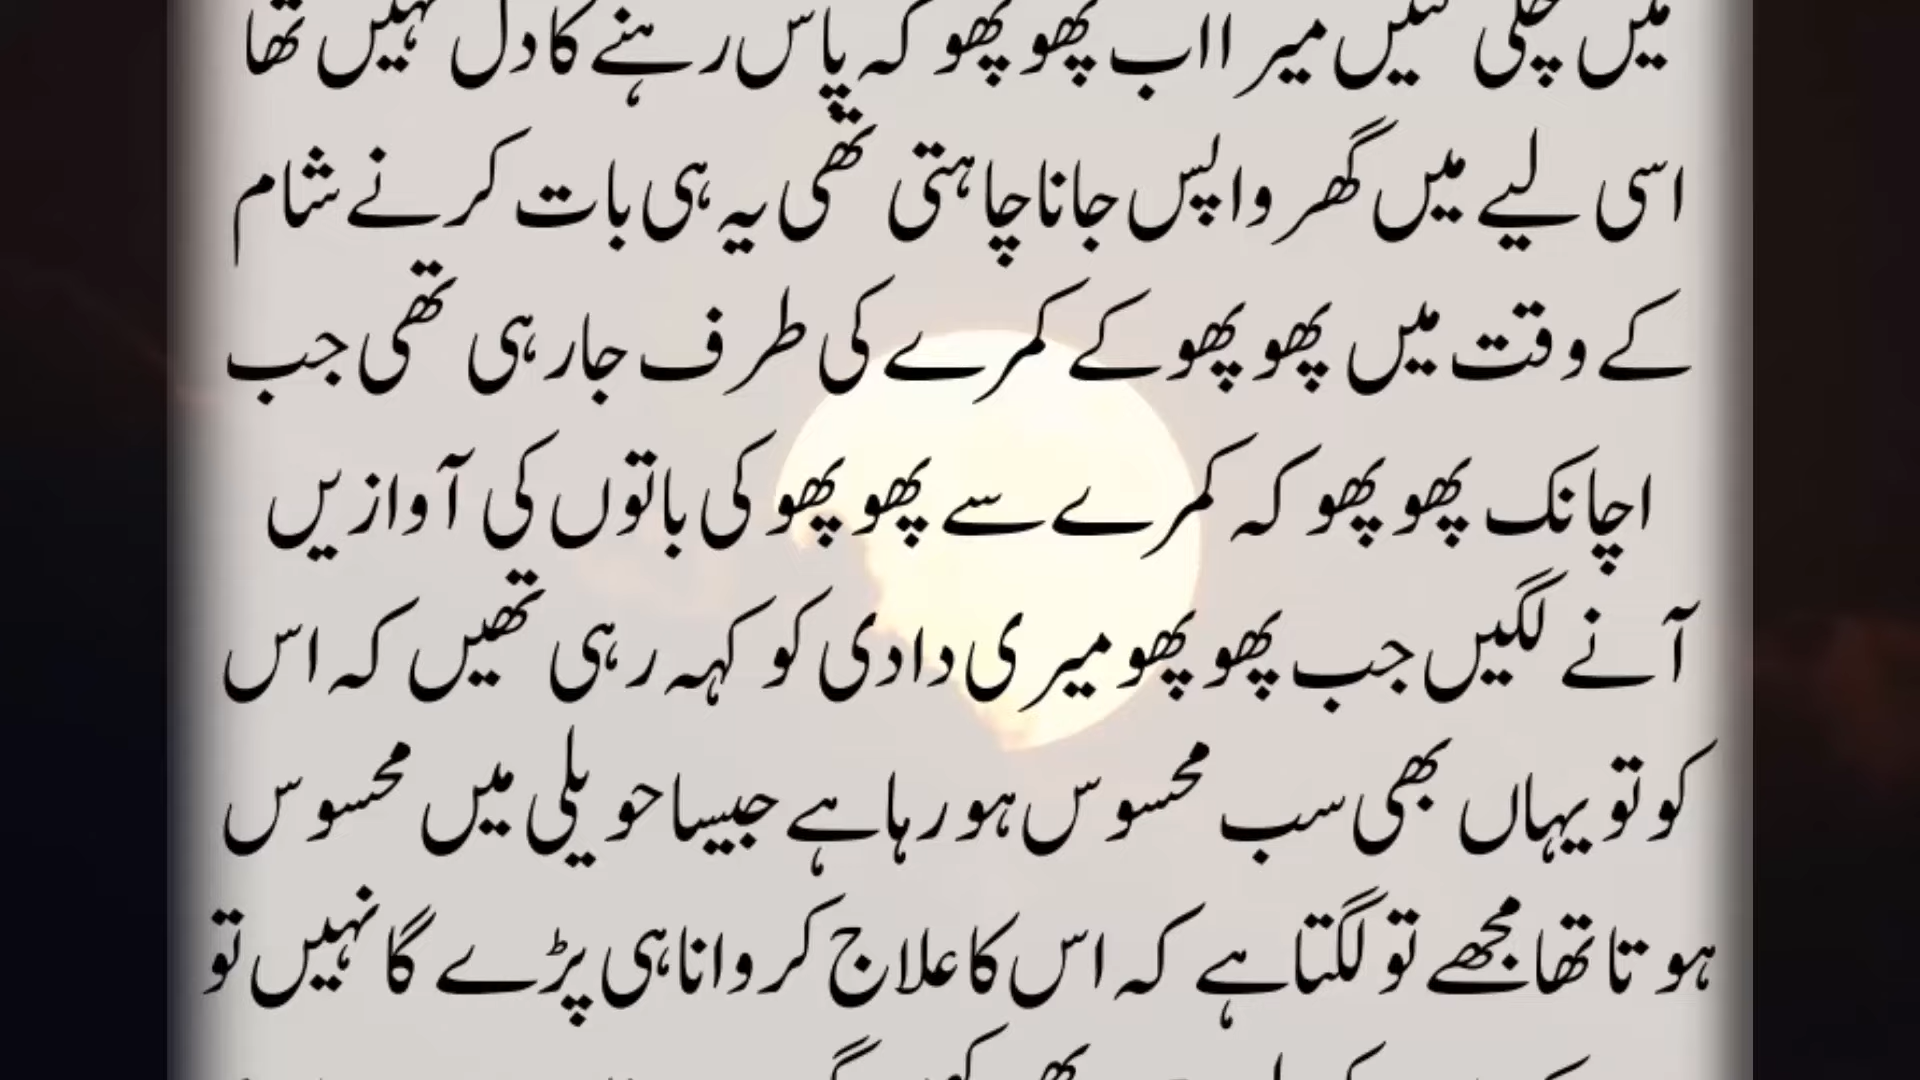 میں چلی گئیں میرا اب پھوپھو کہ پاس رہنے کا دل نہیں تھا
اسی لیے میں گھر واپس جانا چاہتی تھی یہ ہی بات کرنے شام
کے وقت میں پھوپھو کے کمرے کی طرف جا رہی تھی جب
اچانک پھوپھو کہ کمرے سے پھوپھو کی باتوں کی آوازیں
آنے لگیں جب پھوپھو میری دادی کو کہہ رہی تھیں کہ اس
کو تو یہاں بھی سب محسوس ہو رہا ہے جیسا حویلی میں محسوس
ہوتا تھا مجھے تو لگتا ہے کہ اس کا علاج کروانا ہی پڑے گا نہیں تو